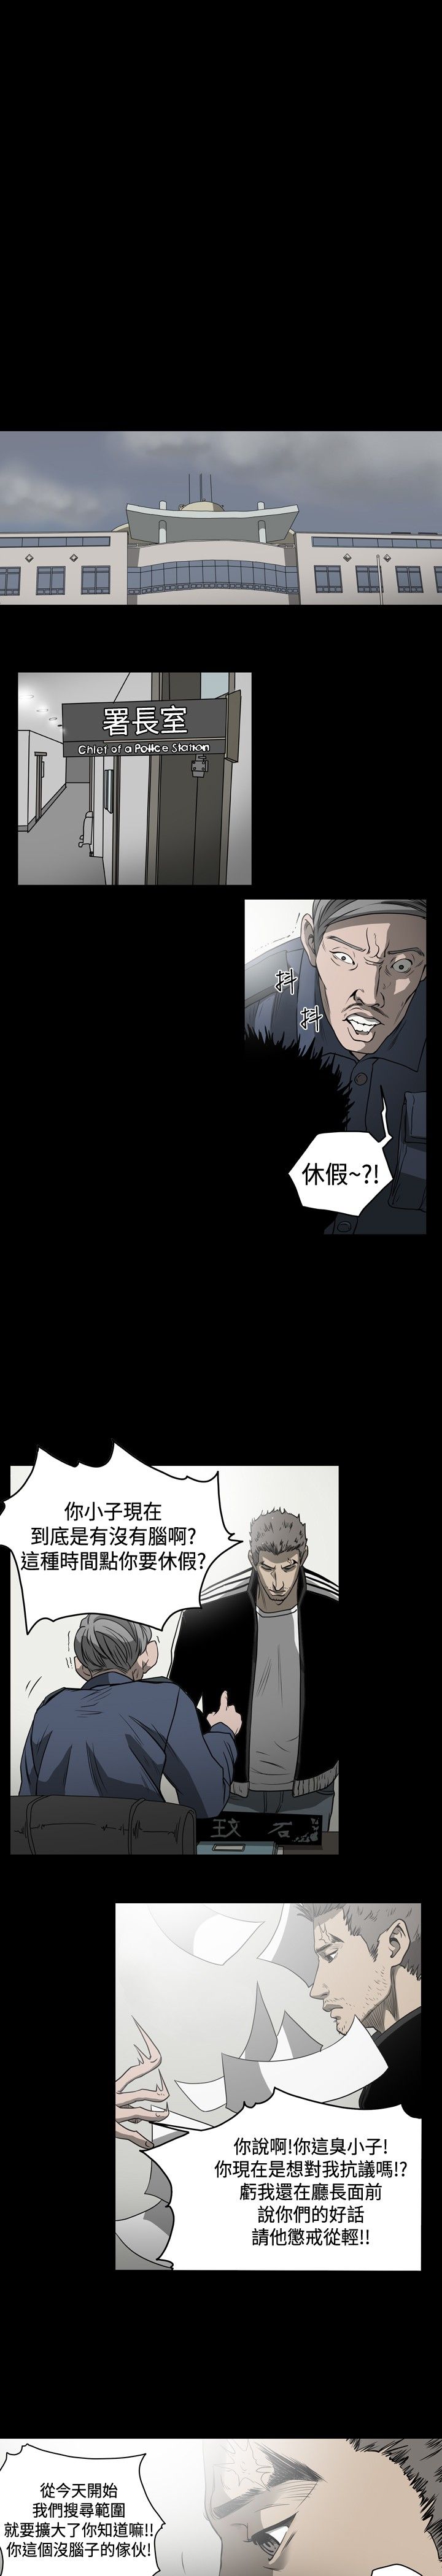 署長室
Chief of a Police Station
抖
抖
休假~?!
你小子現在
到底是有沒有腦啊?
這種時間點你要休假?
玟 石
你說啊!你這臭小子!
你現在是想對我抗議嗎!?
虧我還在廳長面前
說你們的好話
請他懲戒從輕!!
從今天開始
我們搜尋範圍
就要擴大了你知道嘛!!
你這個沒腦子的傢伙!